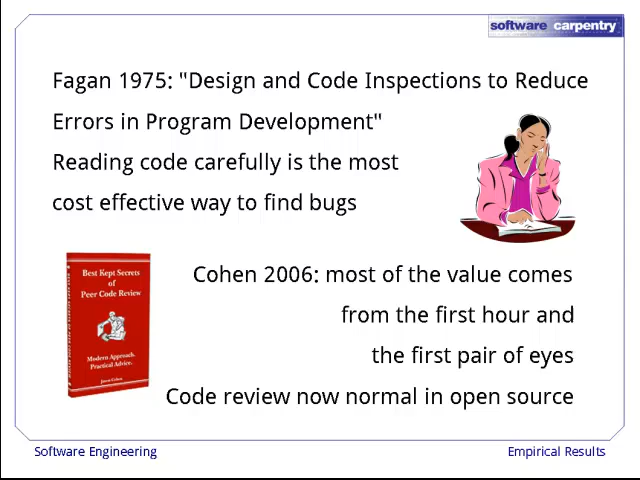 software carpentry
Fagan 1975: "Design and Code Inspections to Reduce
Errors in Program Development"
Reading code carefully is the most
cost effective way to find bugs
Best Kept Secrets
of
Peer Code Review
Modern Approach.
Practical Advice.
Jason Cohen
Cohen 2006: most of the value comes
from the first hour and
the first pair of eyes
Code review now normal in open source
Software Engineering
Empirical Results